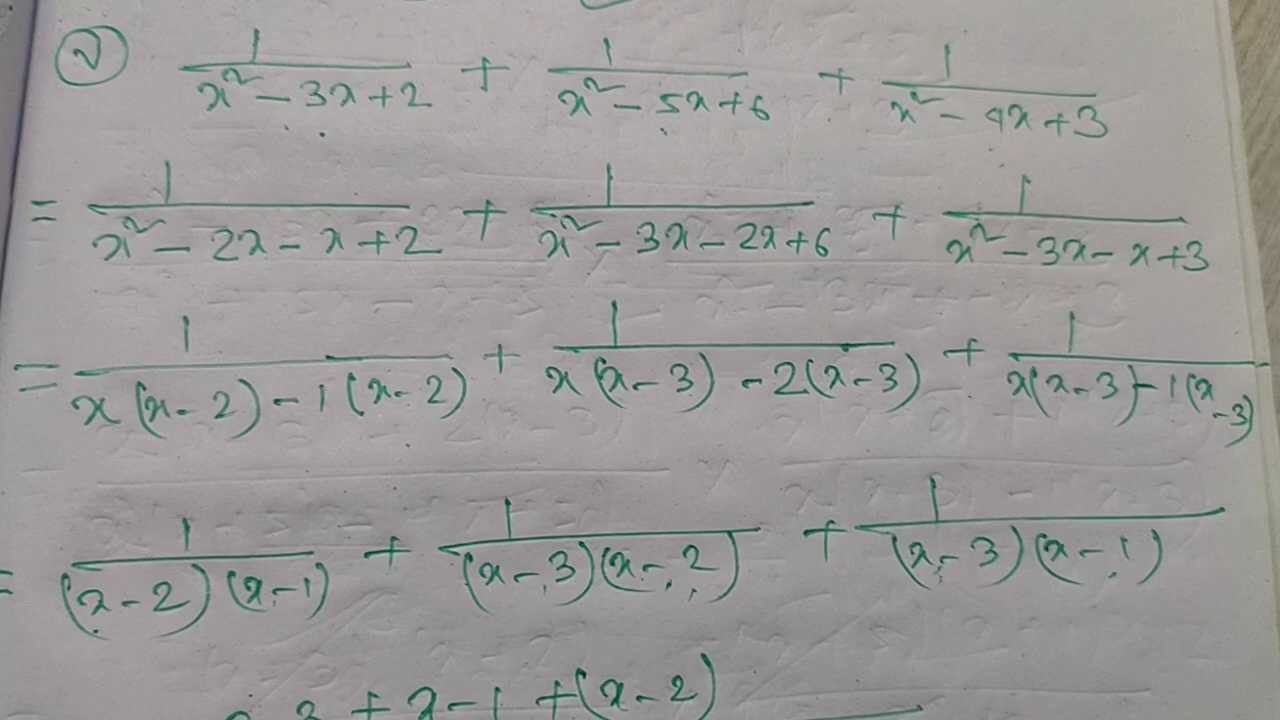 (v) 1/(x² - 3x + 2) + 1/(x² - 5x + 6) + 1/(x² - 4x + 3)
= 1/(x² - 2x - x + 2) + 1/(x² - 3x - 2x + 6) + 1/(x² - 3x - x + 3)
= 1/(x(x - 2) - 1(x - 2)) + 1/(x(x - 3) - 2(x - 3)) + 1/(x(x - 3) - 1(x - 3))
= 1/((x - 2)(x - 1)) + 1/((x - 3)(x - 2)) + 1/((x - 3)(x - 1))
3 + x - 1 + (x - 2)